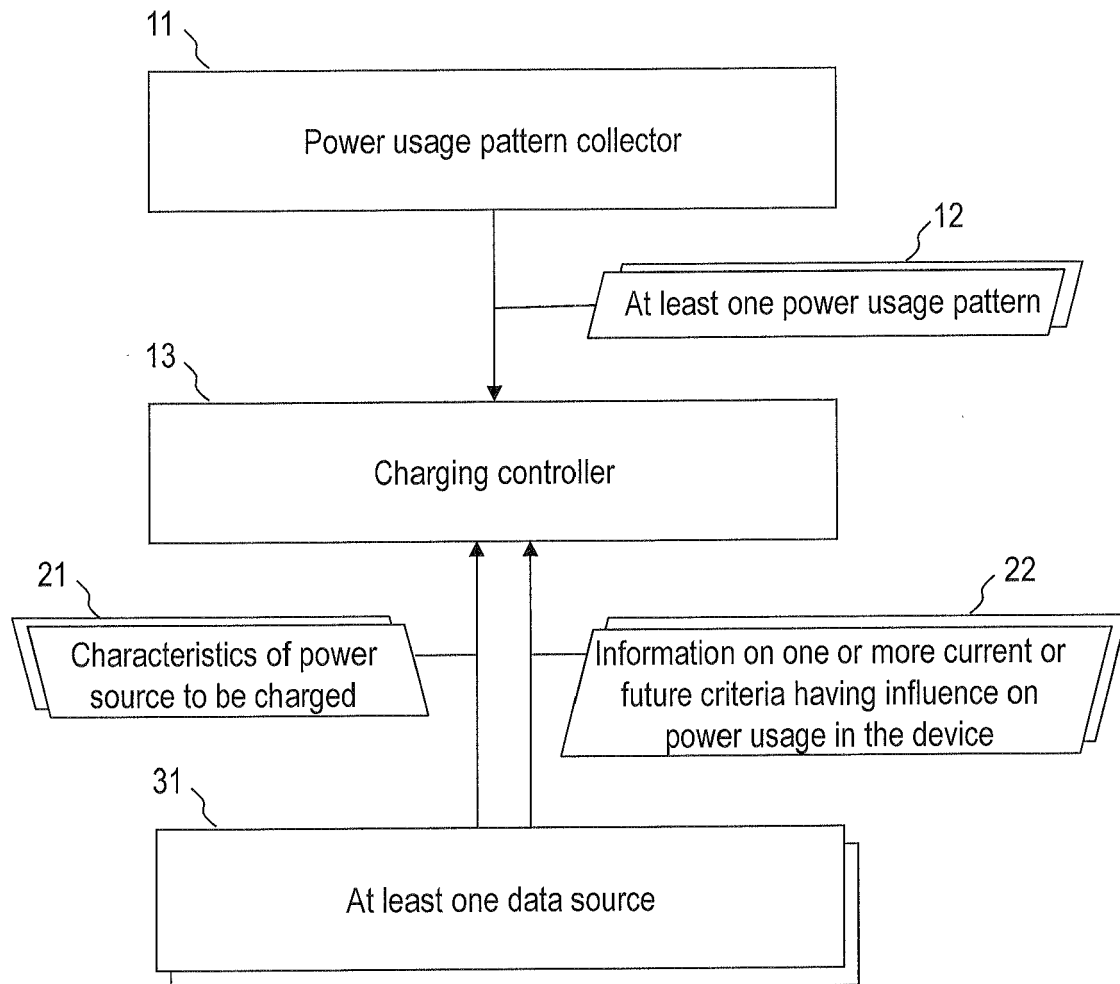 11
Power usage pattern collector
12
At least one power usage pattern
13
Charging controller
21
22
Characteristics of power
source to be charged
Information on one or more current or
future criteria having influence on
power usage in the device
31
At least one data source